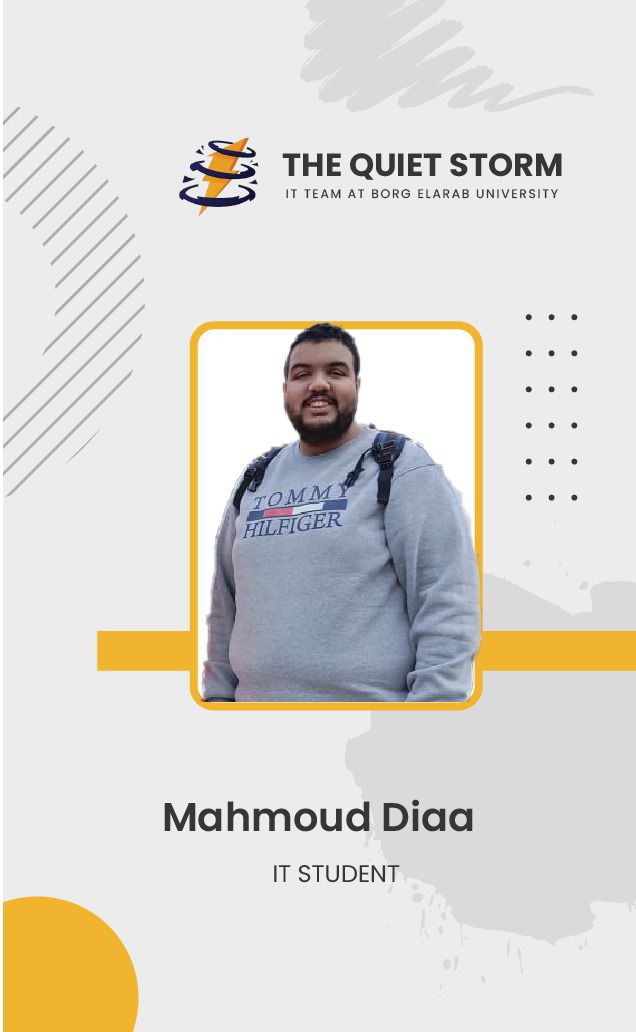 THE QUIET STORM
IT TEAM AT BORG ELARAB UNIVERSITY
TOMMY
HILFIGER
Mahmoud Diaa
IT STUDENT